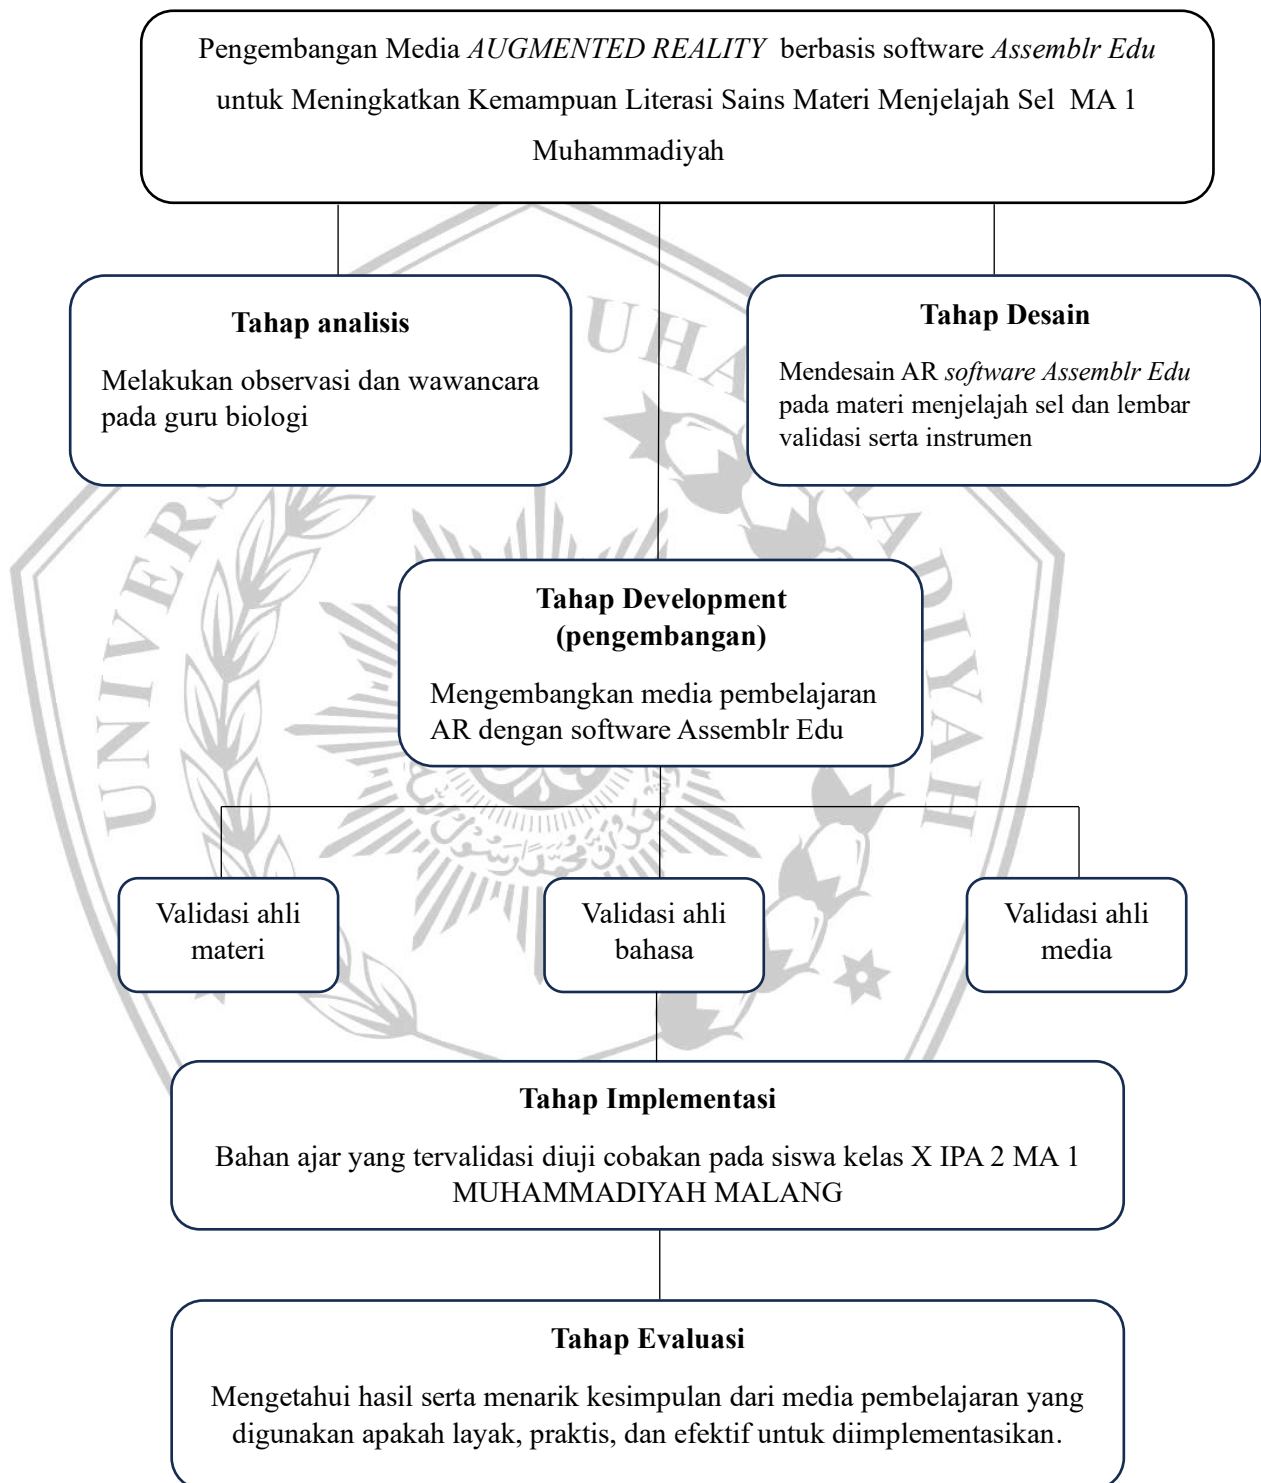 Pengembangan Media AUGMENTED REALITY berbasis software Assemblr Edu
untuk Meningkatkan Kemampuan Literasi Sains Materi Menjelajah Sel MA 1
Muhammadiyah
Tahap analisis
Melakukan observasi dan wawancara
pada guru biologi
Tahap Desain
Mendesain AR software Assemblr Edu
pada materi menjelajah sel dan lembar
validasi serta instrumen
Tahap Development
(pengembangan)
Mengembangkan media pembelajaran
AR dengan software Assemblr Edu
Validasi ahli
materi
Validasi ahli
bahasa
Validasi ahli
media
Tahap Implementasi
Bahan ajar yang tervalidasi diuji cobakan pada siswa kelas X IPA 2 MA 1
MUHAMMADIYAH MALANG
Tahap Evaluasi
Mengetahui hasil serta menarik kesimpulan dari media pembelajaran yang
digunakan apakah layak, praktis, dan efektif untuk diimplementasikan.